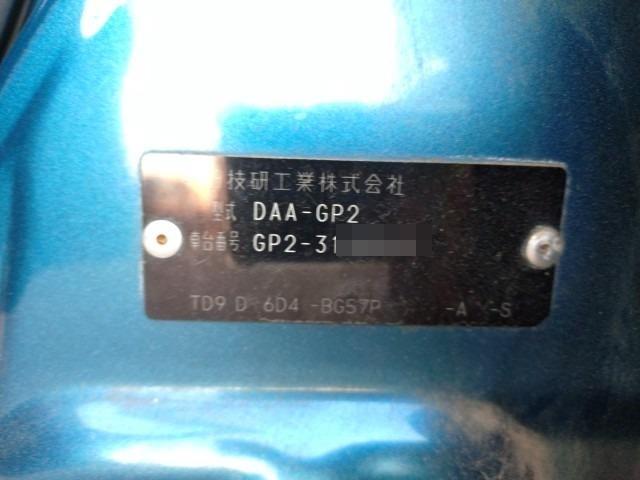 技研工業株式会社
型式 DAA-GP2
車台番号 GP2-31
TD9 D 6D4 -BG57P -A -S